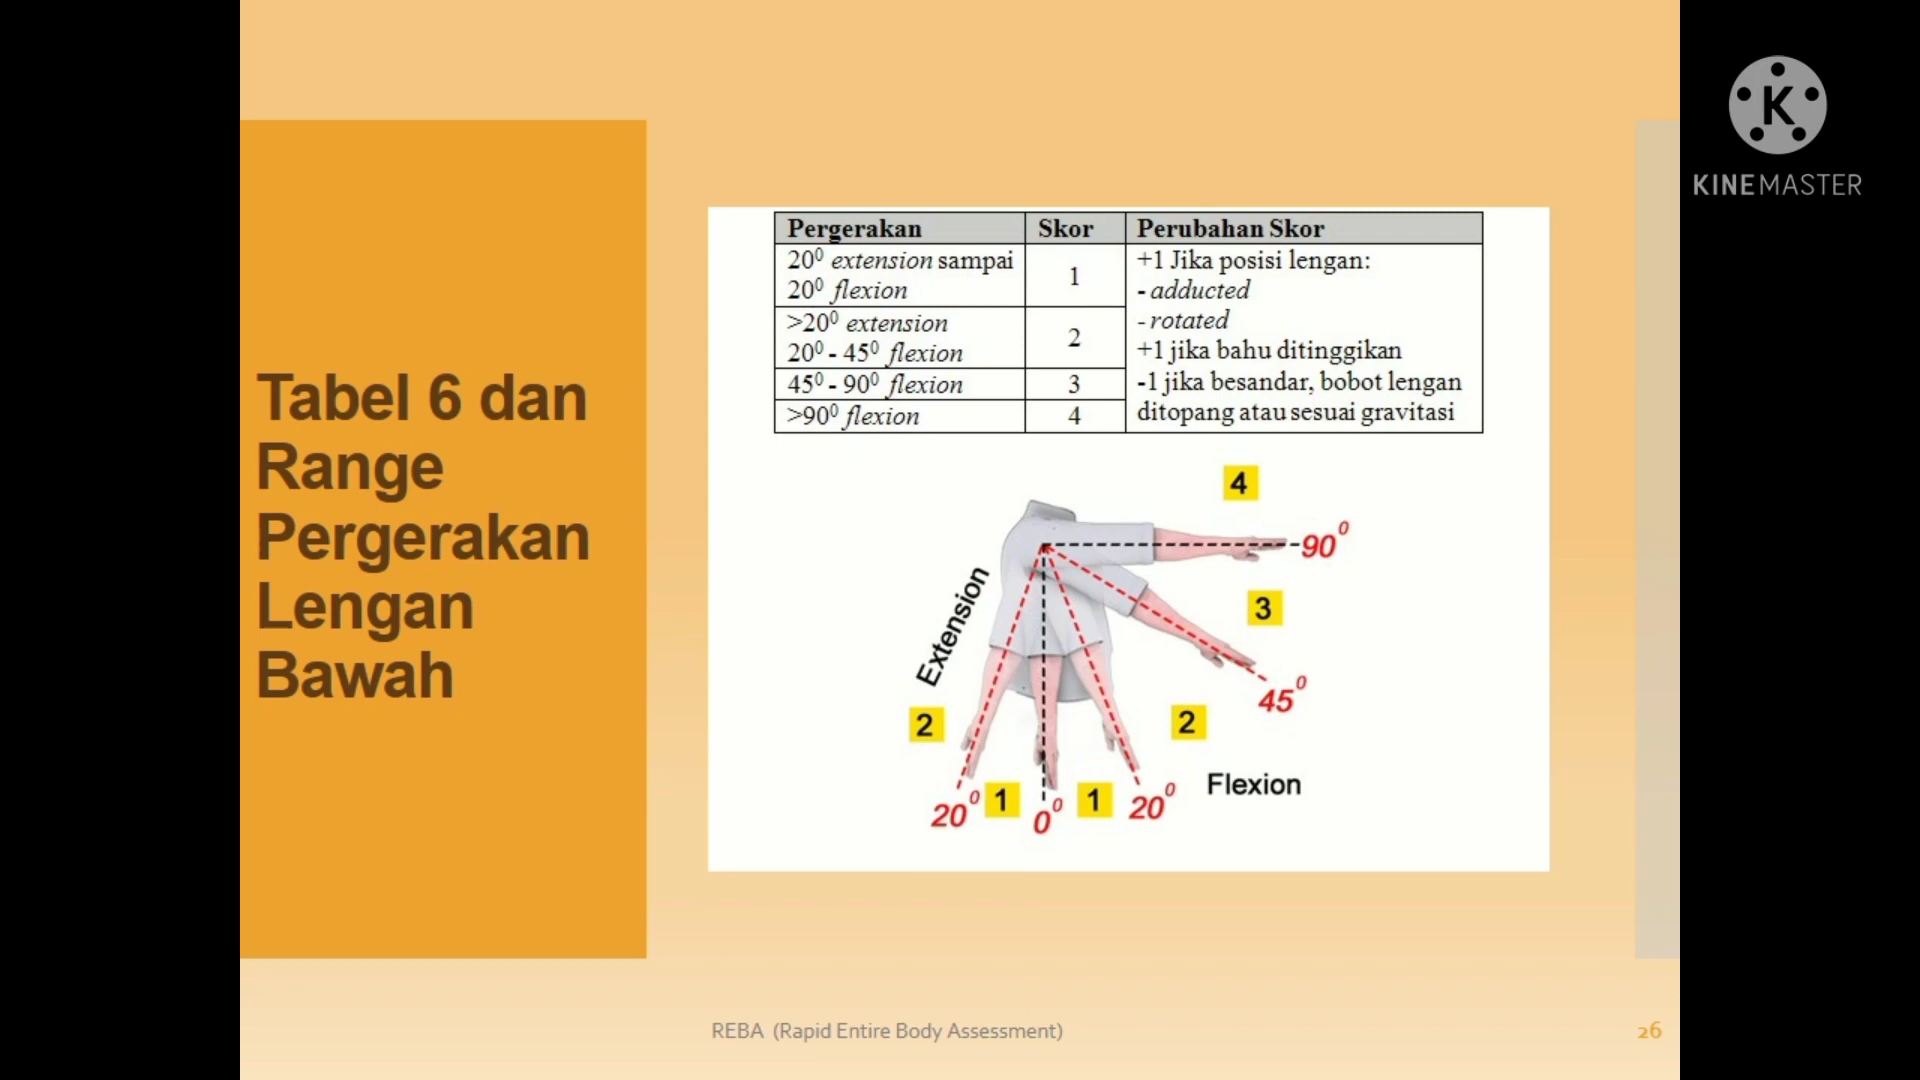 KINEMASTER
Tabel 6 dan
Range
Pergerakan
Lengan
Bawah
Pergerakan Skor Perubahan Skor
20⁰ extension sampai
20⁰ flexion
1
>20⁰ extension
20⁰ - 45⁰ flexion
2
45⁰ - 90⁰ flexion 3
>90⁰ flexion 4
+1 Jika posisi lengan:
- adducted
- rotated
+1 jika bahu ditinggikan
-1 jika besandar, bobot lengan
ditopang atau sesuai gravitasi
4
90⁰
3
Extension
45⁰
2
2
Flexion
20⁰
1
0⁰
1
20⁰
REBA (Rapid Entire Body Assessment)
26